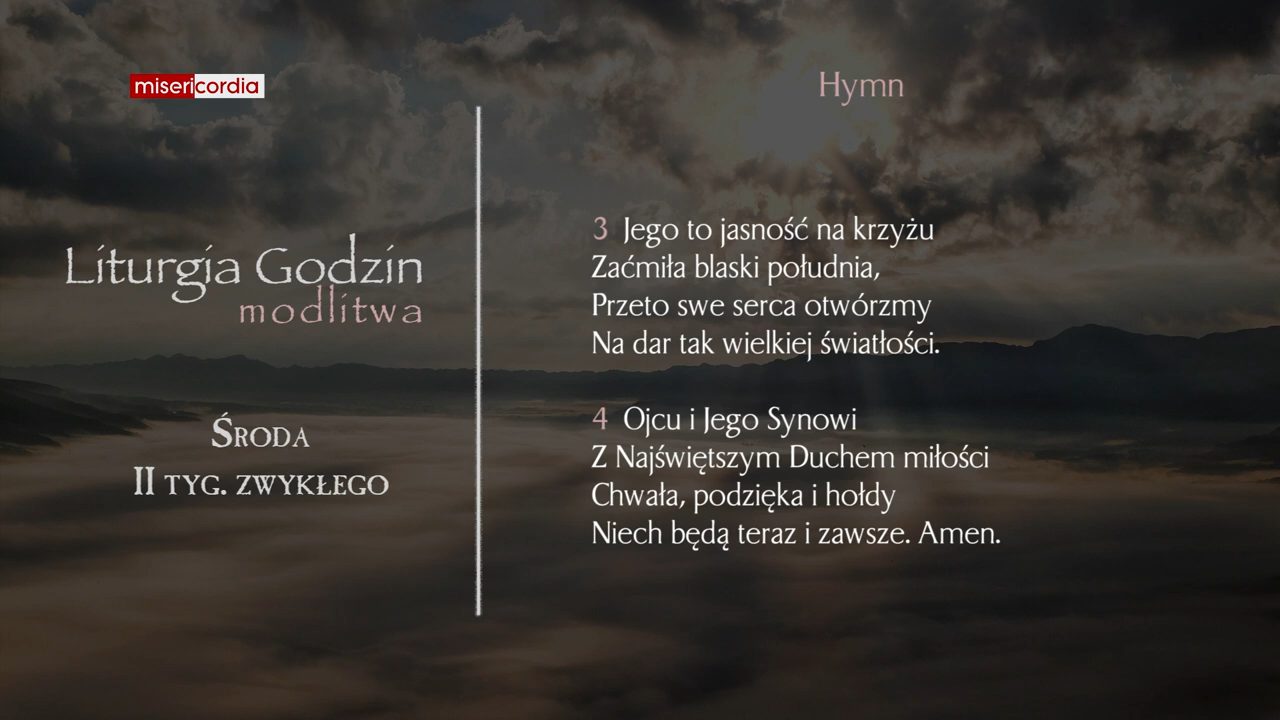 misericordia
Liturgia Godzin
modlitwa
Środa
II tyg. zwykłego
Hymn
3 Jego to jasność na krzyżu
Zaćmiła blaski południa,
Przeto swe serca otwórzmy
Na dar tak wielkiej światłości.
4 Ojcu i Jego Synowi
Z Najświętszym Duchem miłości
Chwała, podzięka i hołdy
Niech będą teraz i zawsze. Amen.